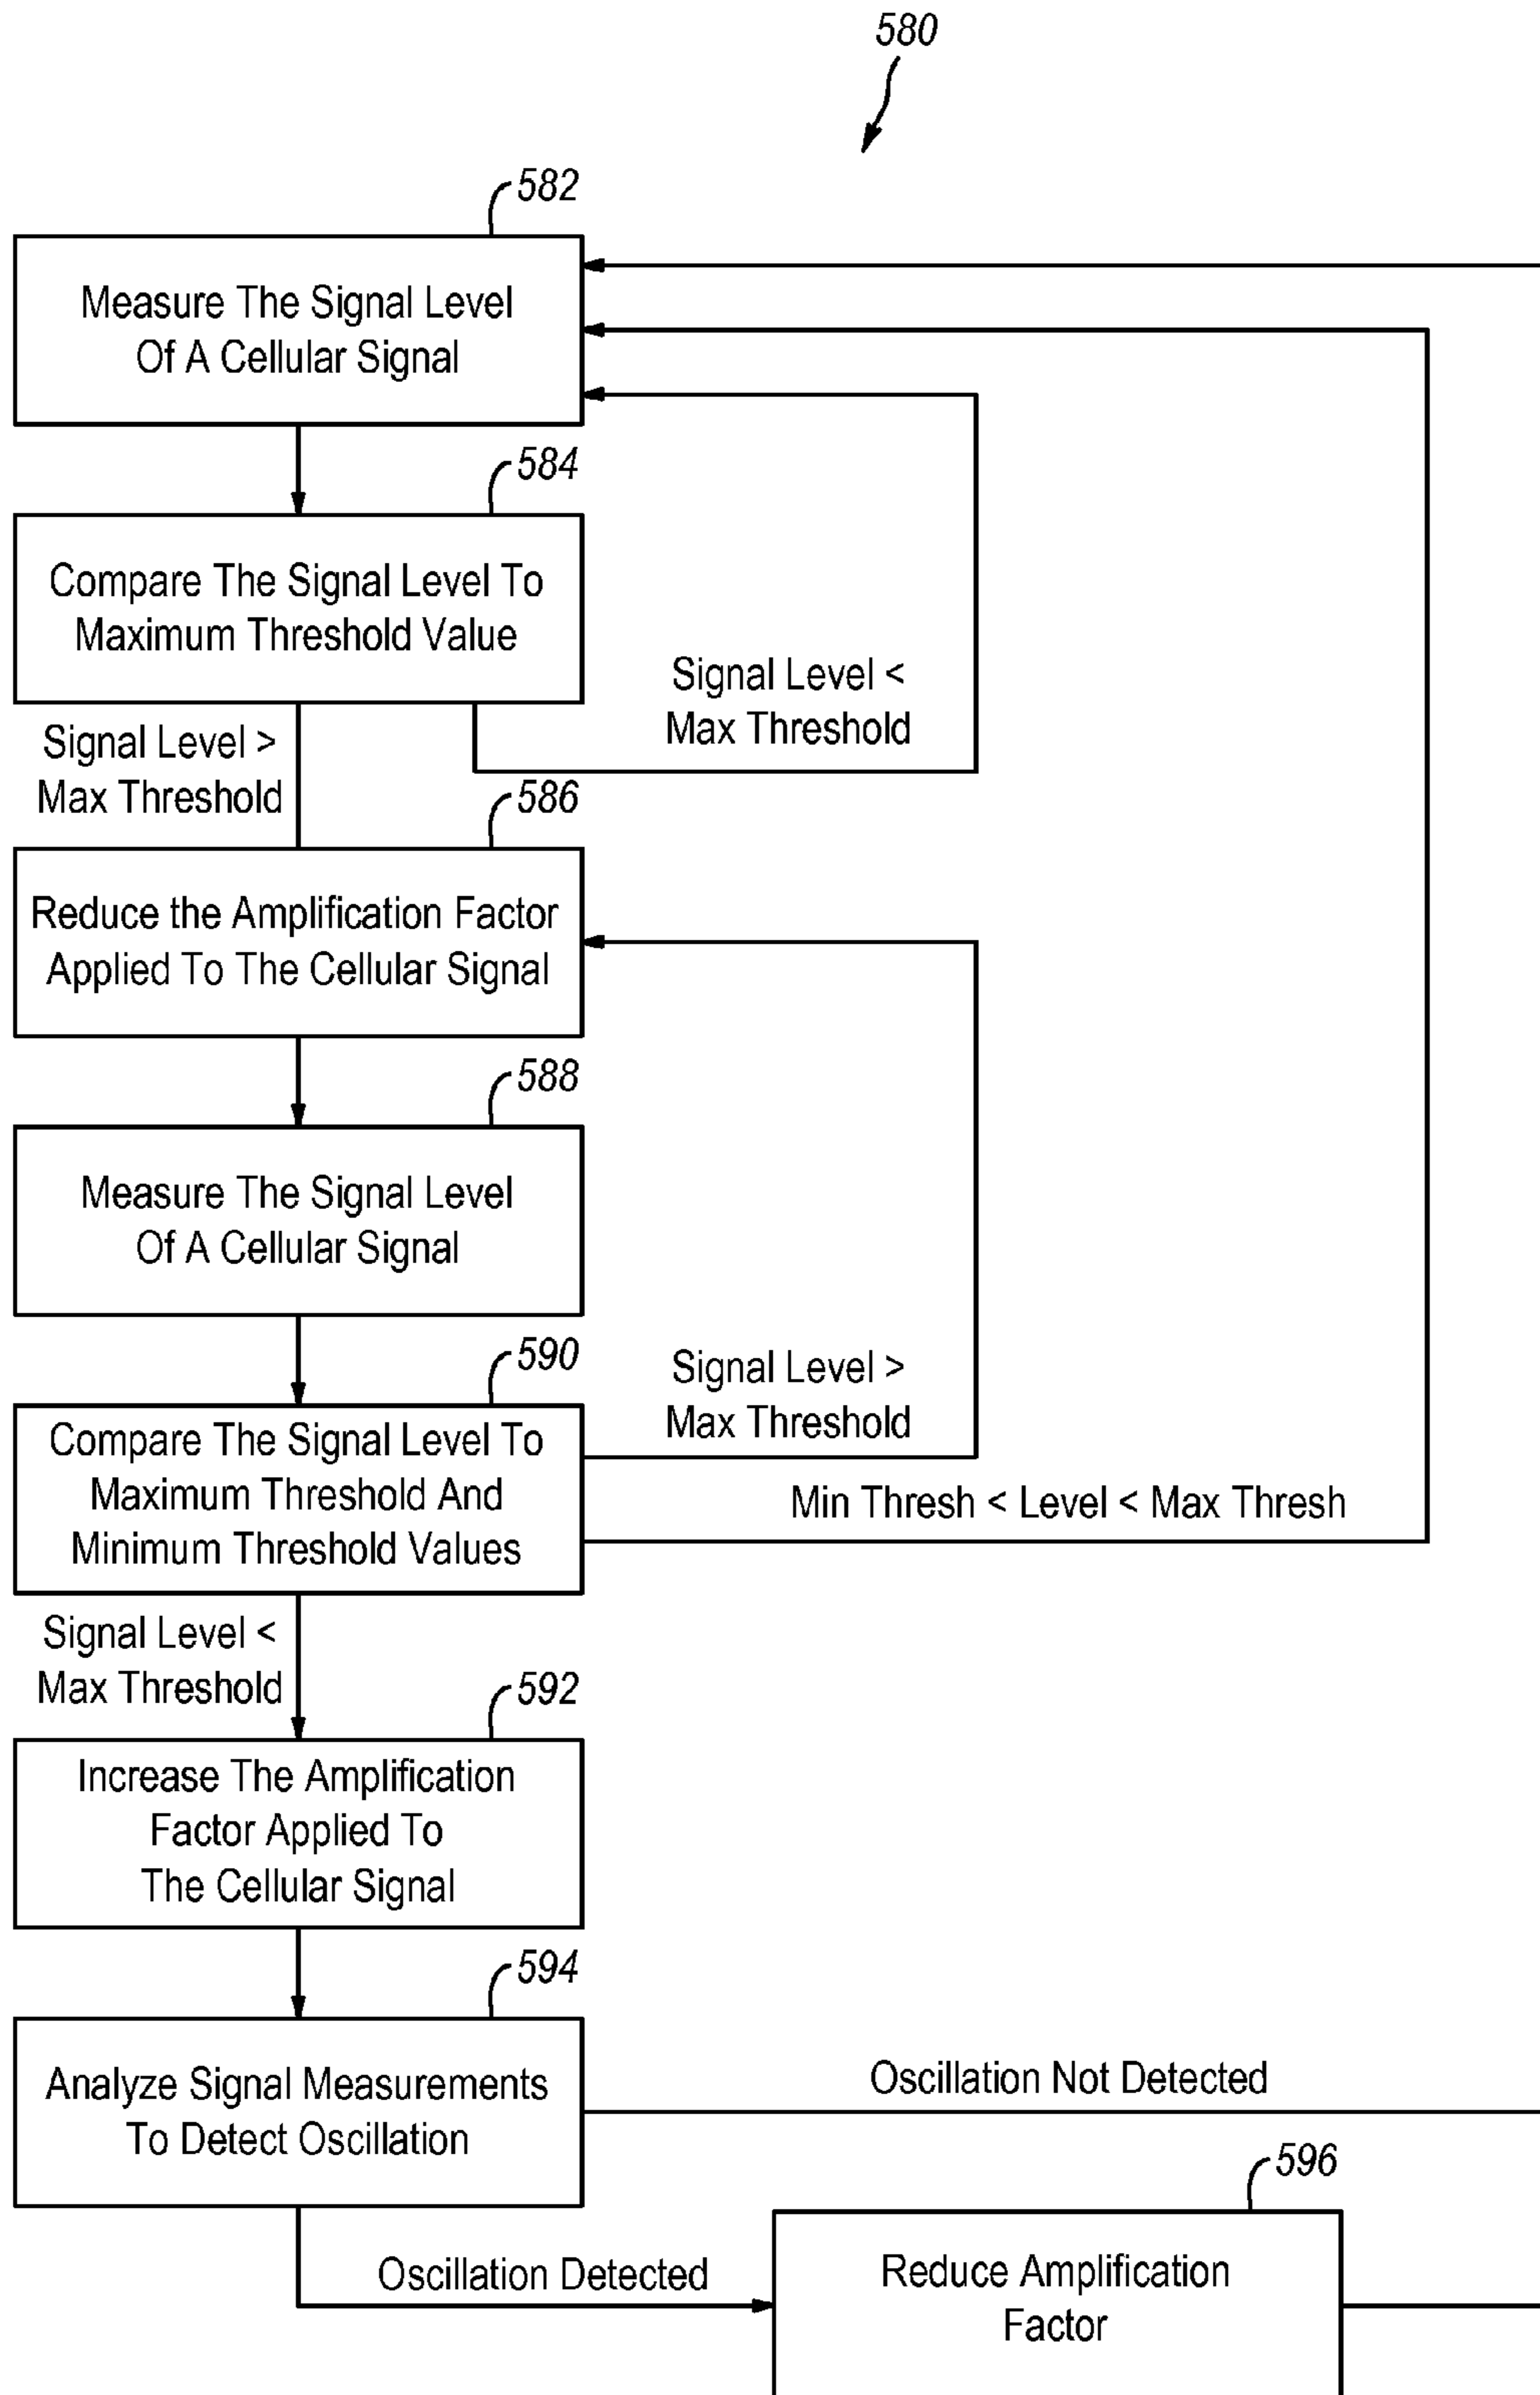 580
582
Measure The Signal Level
Of A Cellular Signal
584
Compare The Signal Level To
Maximum Threshold Value
Signal Level <
Max Threshold
Signal Level >
Max Threshold
586
Reduce the Amplification Factor
Applied To The Cellular Signal
588
Measure The Signal Level
Of A Cellular Signal
590
Compare The Signal Level To
Maximum Threshold And
Minimum Threshold Values
Signal Level >
Max Threshold
Min Thresh < Level < Max Thresh
Signal Level <
Max Threshold
592
Increase The Amplification
Factor Applied To
The Cellular Signal
594
Analyze Signal Measurements
To Detect Oscillation
Oscillation Not Detected
596
Oscillation Detected
Reduce Amplification
Factor